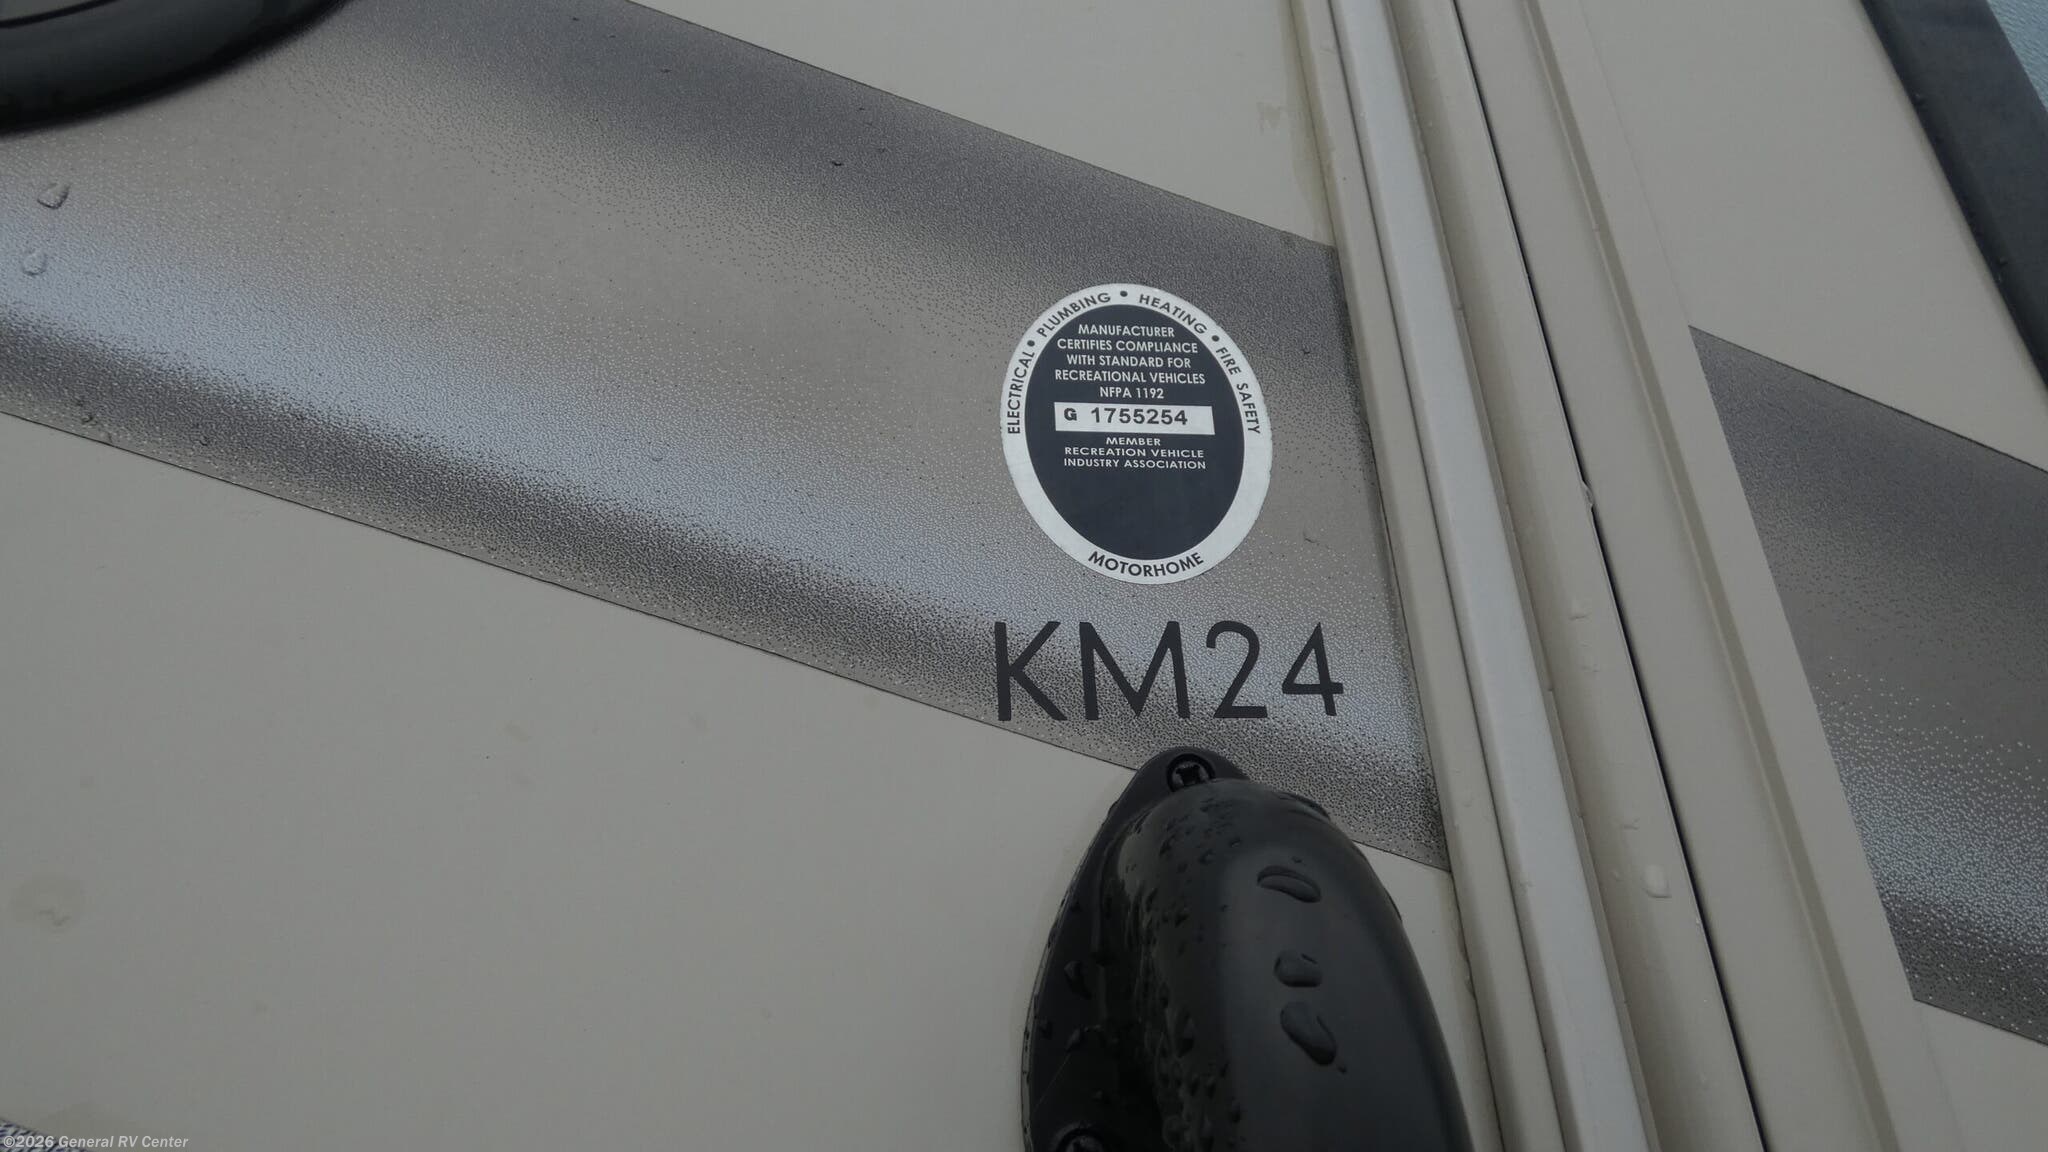 ELECTRICAL • PLUMBING • HEATING • FIRE SAFETY
MANUFACTURER
CERTIFIES COMPLIANCE
WITH STANDARD FOR
RECREATIONAL VEHICLES
NFPA 1192
G 1755254
MEMBER
RECREATION VEHICLE
INDUSTRY ASSOCIATION
MOTORHOME
KM24
©2026 General RV Center